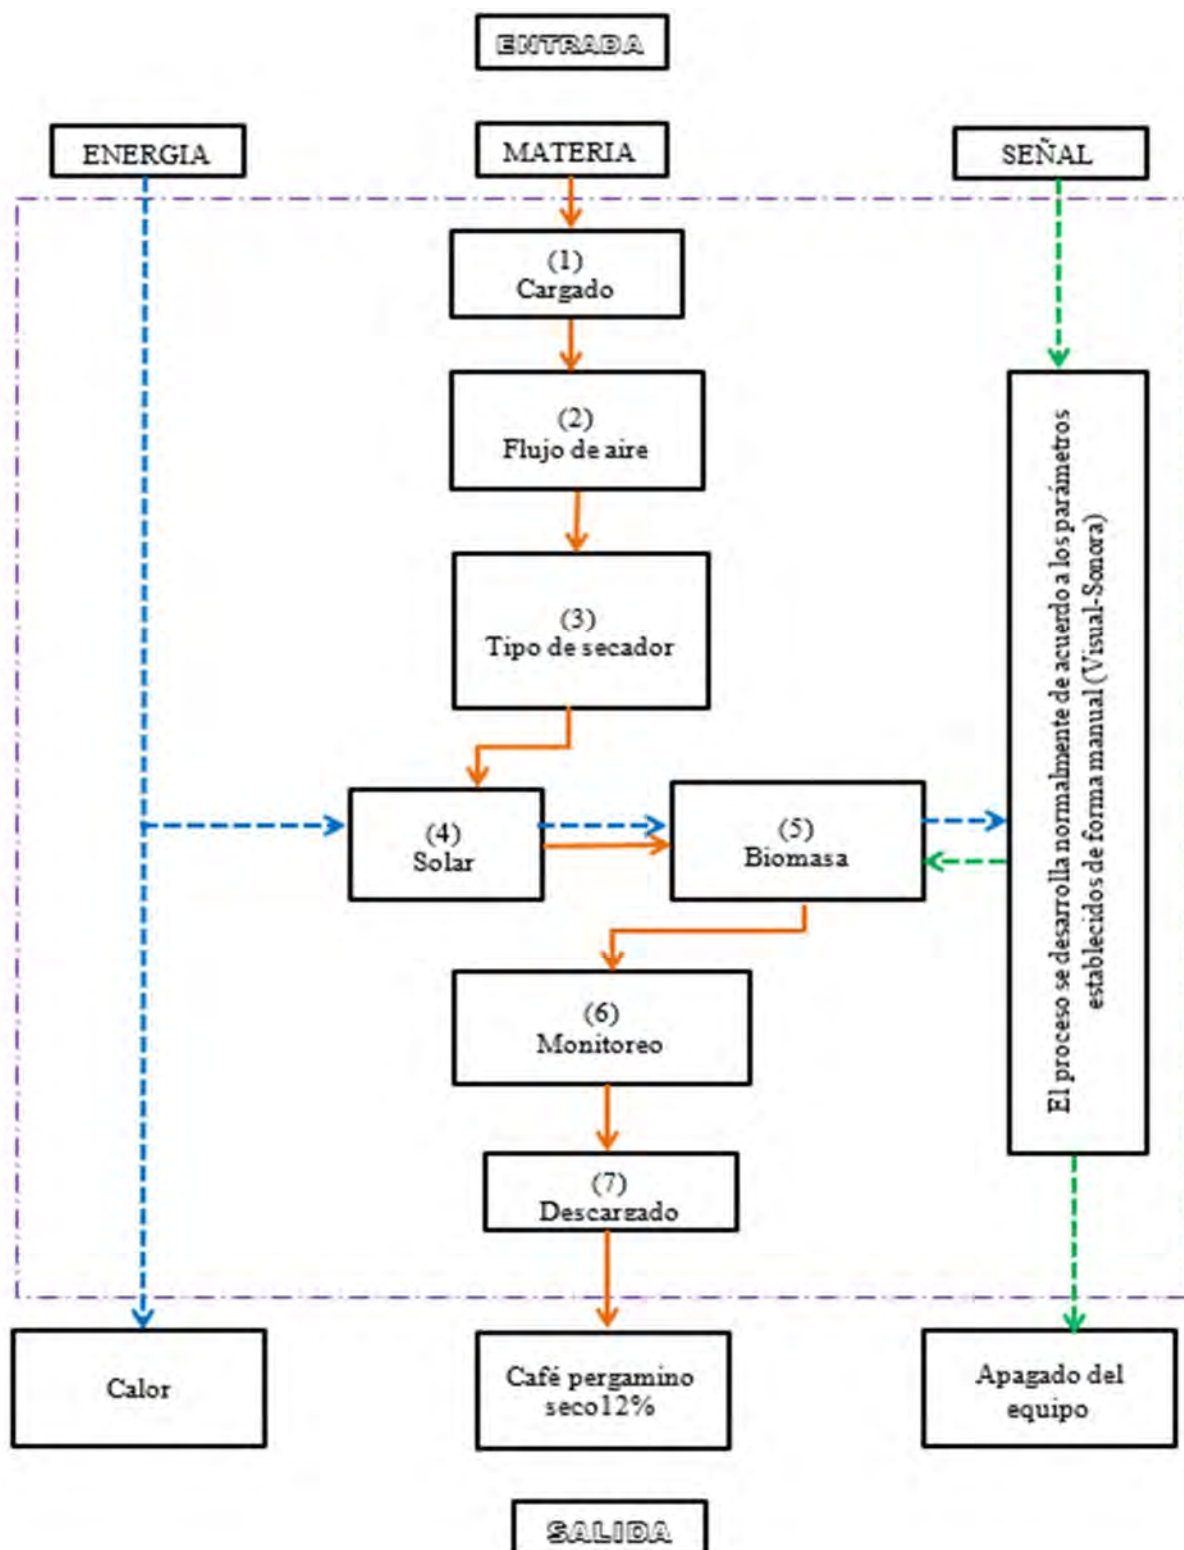 ENTRADA
ENERGIA
MATERIA
SEÑAL
(1)
Cargado
(2)
Flujo de aire
(3)
Tipo de secador
(4)
Solar
(5)
Biomasa
El proceso se desarrolla normalmente de acuerdo a los parámetros
establecidos de forma manual (Visual-Sonora)
(6)
Monitoreo
(7)
Descargado
Calor
Café pergamino
seco12%
Apagado del
equipo
SALIDA